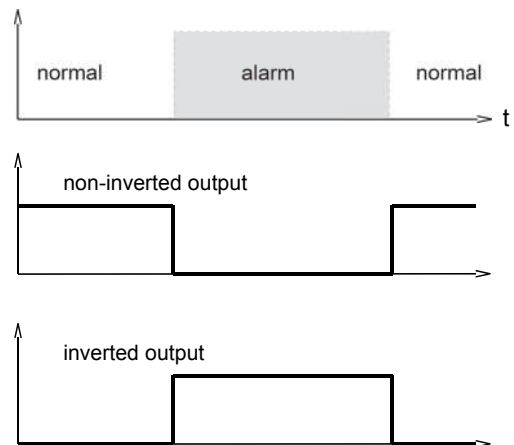 normal alarm normal
t
non-inverted output
inverted output